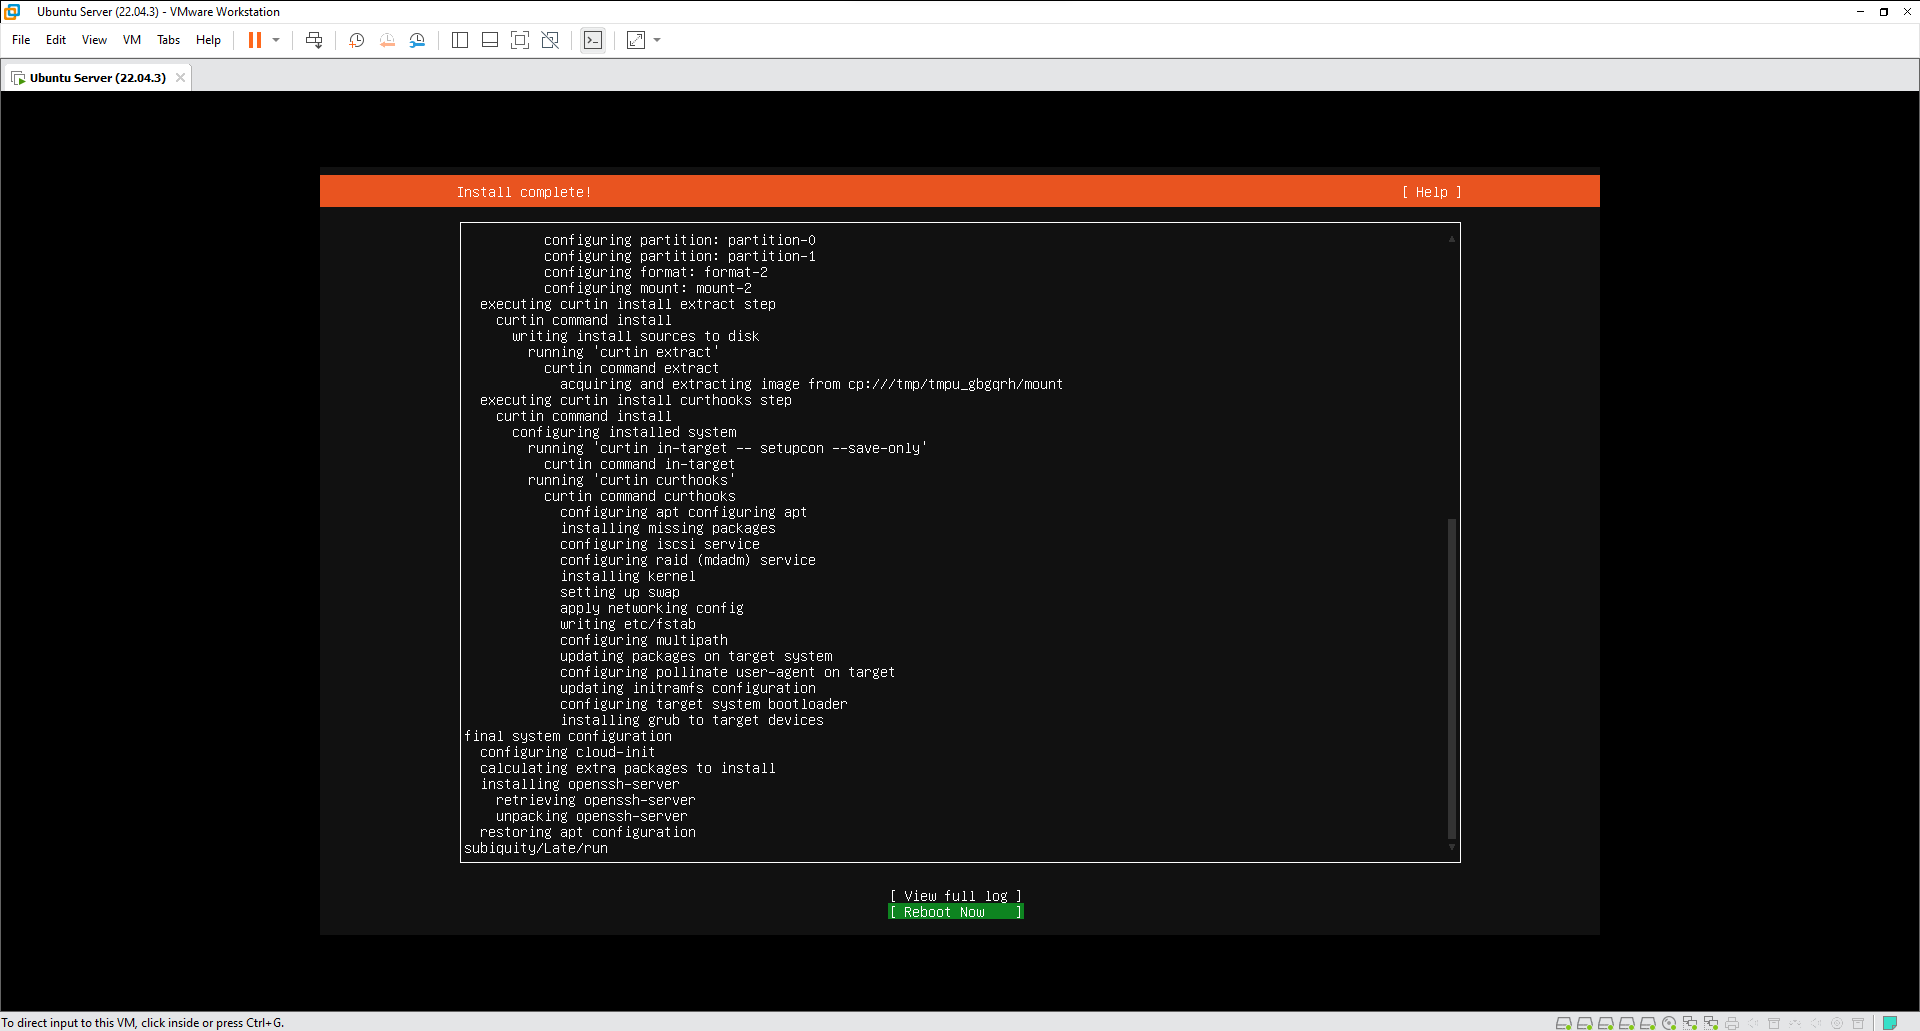 Ubuntu Server (22.04.3) - VMware Workstation
File Edit View VM Tabs Help
Ubuntu Server (22.04.3)
Install complete! [ Help ]
configuring partition: partition-0
configuring partition: partition-1
configuring format: format-2
configuring mount: mount-2
executing curtin install extract step
curtin command install
writing install sources to disk
running 'curtin extract'
curtin command extract
acquiring and extracting image from cp:///tmp/tmpu_gbgqrh/mount
executing curtin install curthooks step
curtin command install
configuring installed system
running 'curtin in-target -- setupcon --save-only'
curtin command in-target
running 'curtin curthooks'
curtin command curthooks
configuring apt configuring apt
installing missing packages
configuring iscsi service
configuring raid (mdadm) service
installing kernel
setting up swap
apply networking config
writing etc/fstab
configuring multipath
updating packages on target system
configuring pollinate user-agent on target
updating initramfs configuration
configuring target system bootloader
installing grub to target devices
final system configuration
configuring cloud-init
calculating extra packages to install
installing openssh-server
retrieving openssh-server
unpacking openssh-server
restoring apt configuration
subiquity/Late/run
[ View full log ]
[ Reboot Now ]
To direct input to this VM, click inside or press Ctrl+G.